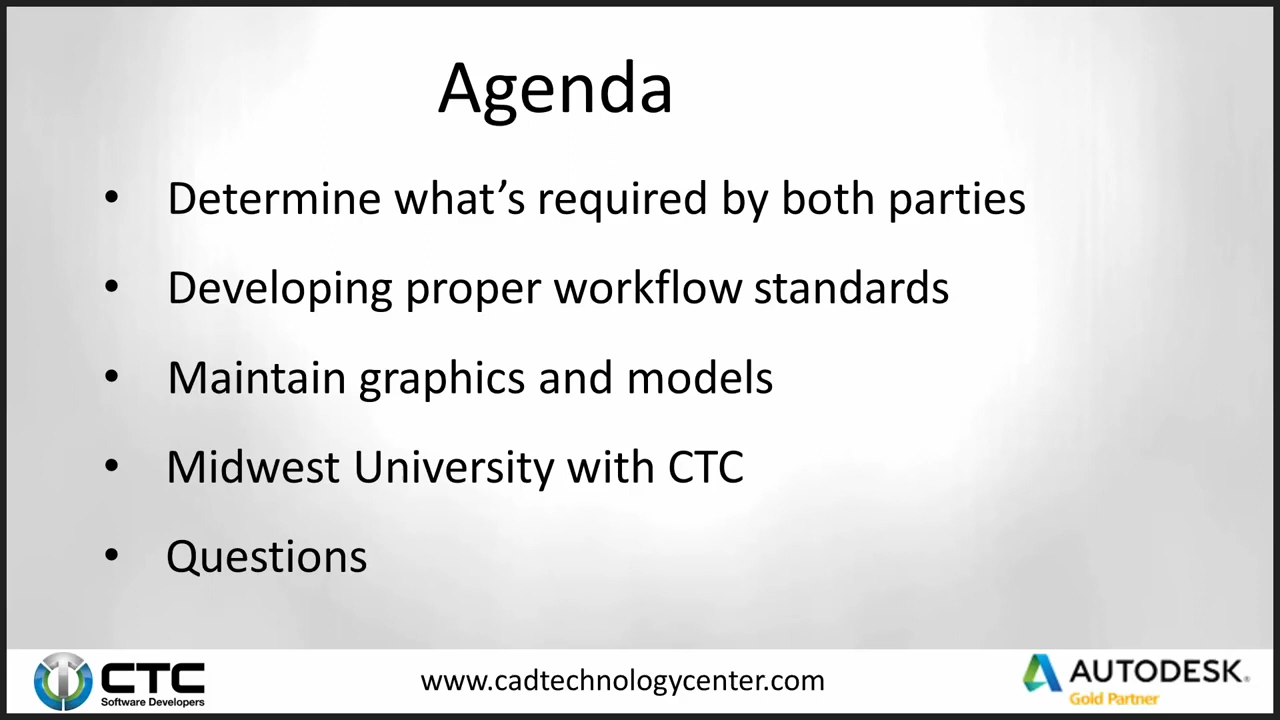 Agenda
• Determine what’s required by both parties
• Developing proper workflow standards
• Maintain graphics and models
• Midwest University with CTC
• Questions
CTC
Software Developers
www.cadtechnologycenter.com
AUTODESK®
Gold Partner